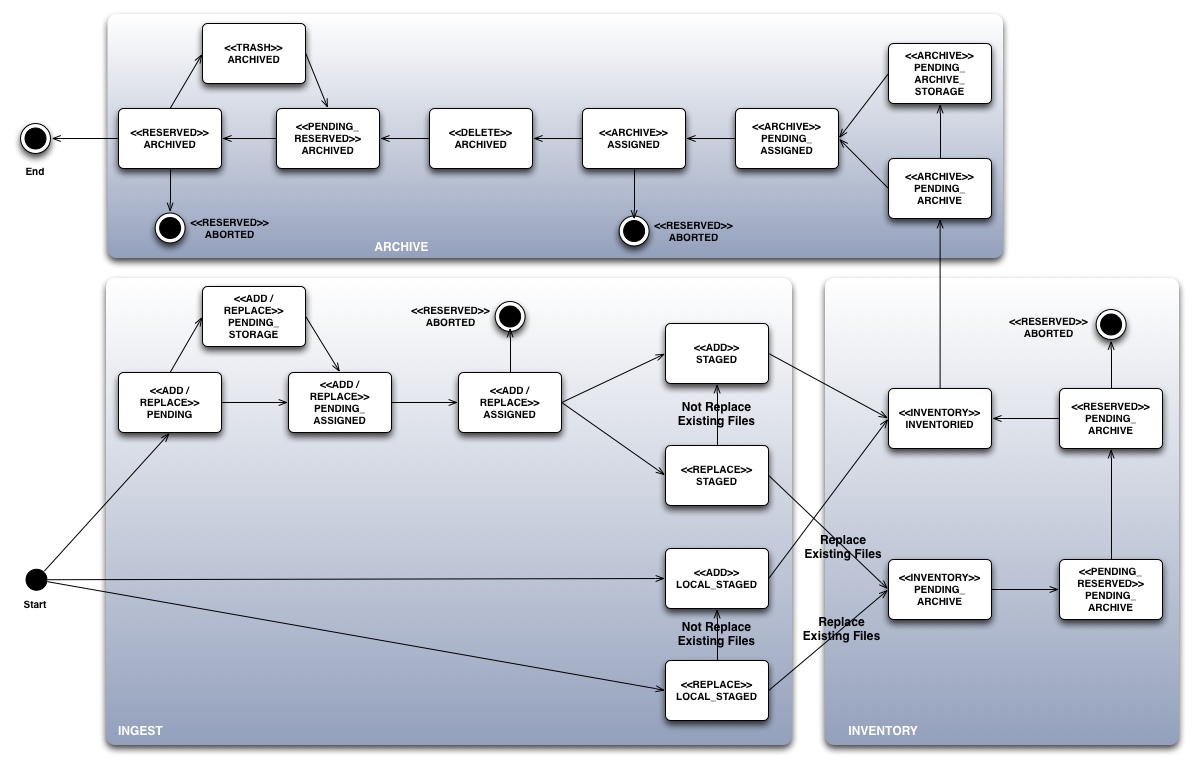 <<TRASH>>
ARCHIVED
<<ARCHIVE>>
PENDING_
ARCHIVE_
STORAGE
End
<<RESERVED>>
ARCHIVED
<<PENDING_
RESERVED>>
ARCHIVED
<<DELETE>>
ARCHIVED
<<ARCHIVE>>
ASSIGNED
<<ARCHIVE>>
PENDING_
ASSIGNED
<<ARCHIVE>>
PENDING_
ARCHIVE
<<RESERVED>>
ABORTED
<<RESERVED>>
ABORTED
ARCHIVE
<<ADD /
REPLACE>>
PENDING_
STORAGE
<<RESERVED>>
ABORTED
<<ADD>>
STAGED
<<RESERVED>>
ABORTED
<<ADD /
REPLACE>>
PENDING
<<ADD /
REPLACE>>
PENDING_
ASSIGNED
<<ADD /
REPLACE>>
ASSIGNED
Not Replace
Existing Files
<<INVENTORY>>
INVENTORIED
<<RESERVED>>
PENDING_
ARCHIVE
<<REPLACE>>
STAGED
Replace
Existing Files
Start
<<ADD>>
LOCAL_STAGED
<<INVENTORY>>
PENDING_
ARCHIVE
<<PENDING_
RESERVED>>
PENDING_
ARCHIVE
Not Replace
Existing Files
Replace
Existing Files
<<REPLACE>>
LOCAL_STAGED
INGEST
INVENTORY